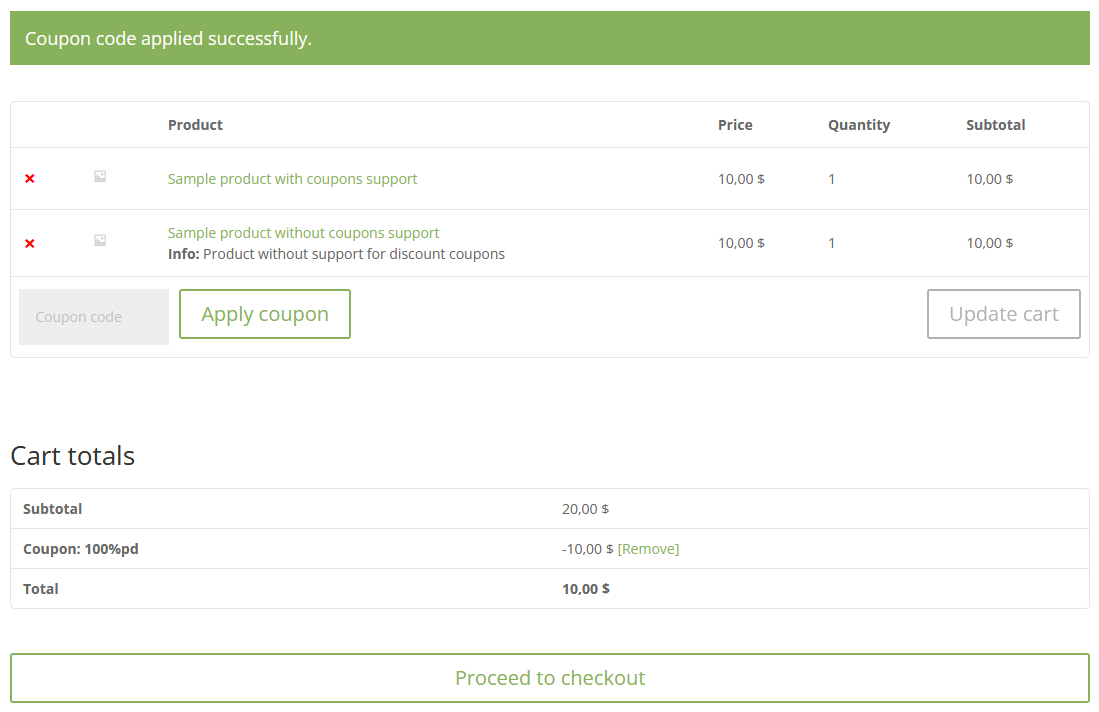 Coupon code applied successfully.
Product Price Quantity Subtotal
Sample product with coupons support 10,00 $ 1 10,00 $
Sample product without coupons support
Info: Product without support for discount coupons
10,00 $ 1 10,00 $
Coupon code Apply coupon Update cart
Cart totals
Subtotal 20,00 $
Coupon: 100%pd -10,00 $ [Remove]
Total 10,00 $
Proceed to checkout